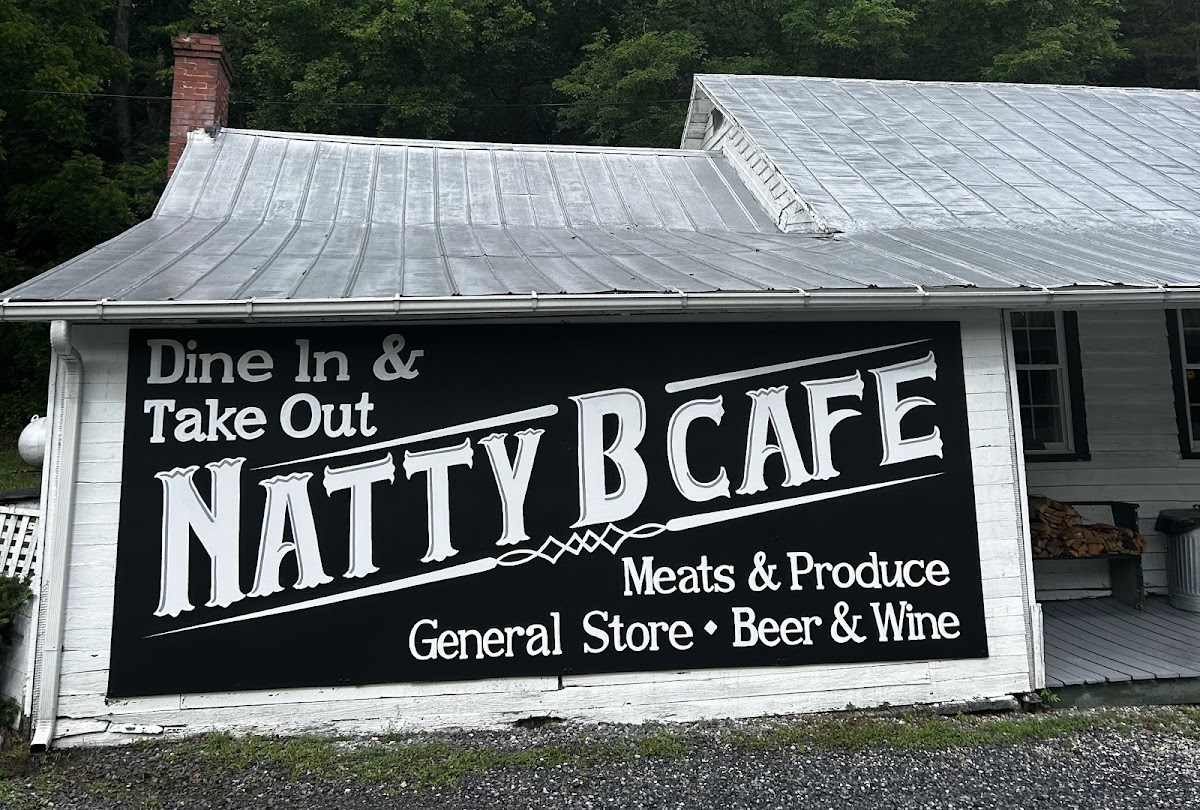 Dine In &
Take Out
NATTY B CAFE
Meats & Produce
General Store • Beer & Wine